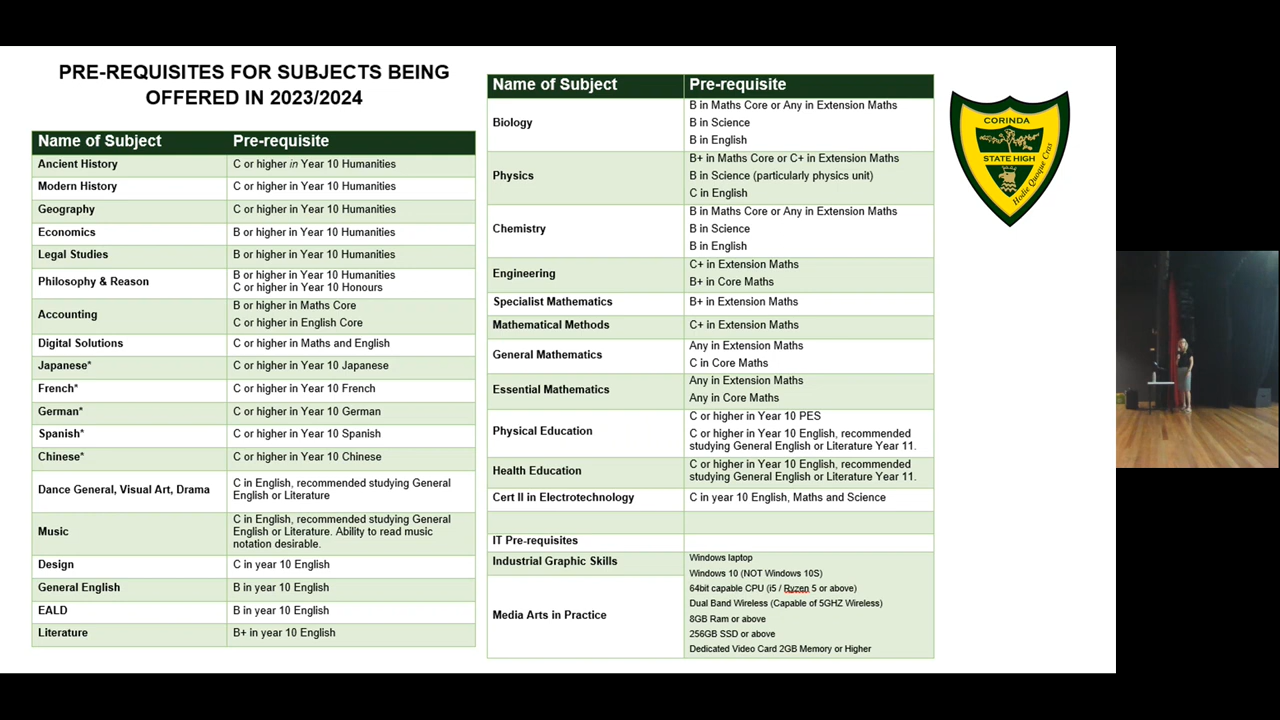 PRE-REQUISITES FOR SUBJECTS BEING
OFFERED IN 2023/2024
Name of Subject Pre-requisite
Ancient History C or higher in Year 10 Humanities
Modern History C or higher in Year 10 Humanities
Geography C or higher in Year 10 Humanities
Economics B or higher in Year 10 Humanities
Legal Studies B or higher in Year 10 Humanities
Philosophy & Reason B or higher in Year 10 Humanities
C or higher in Year 10 Honours
Accounting B or higher in Maths Core
C or higher in English Core
Digital Solutions C or higher in Maths and English
Japanese* C or higher in Year 10 Japanese
French* C or higher in Year 10 French
German* C or higher in Year 10 German
Spanish* C or higher in Year 10 Spanish
Chinese* C or higher in Year 10 Chinese
Dance General, Visual Art, Drama C in English, recommended studying General
English or Literature
Music C in English, recommended studying General
English or Literature. Ability to read music
notation desirable.
Design C in year 10 English
General English B in year 10 English
EALD B in year 10 English
Literature B+ in year 10 English
Name of Subject Pre-requisite
Biology B in Maths Core or Any in Extension Maths
B in Science
B in English
Physics B+ in Maths Core or C+ in Extension Maths
B in Science (particularly physics unit)
C in English
Chemistry B in Maths Core or Any in Extension Maths
B in Science
B in English
Engineering C+ in Extension Maths
B+ in Core Maths
Specialist Mathematics B+ in Extension Maths
Mathematical Methods C+ in Extension Maths
General Mathematics Any in Extension Maths
C in Core Maths
Essential Mathematics Any in Extension Maths
Any in Core Maths
Physical Education C or higher in Year 10 PES
C or higher in Year 10 English, recommended
studying General English or Literature Year 11.
Health Education C or higher in Year 10 English, recommended
studying General English or Literature Year 11.
Cert II in Electrotechnology C in year 10 English, Maths and Science
IT Pre-requisites
Industrial Graphic Skills Windows laptop
Windows 10 (NOT Windows 10S)
64bit capable CPU (i5 / Ryzen 5 or above)
Media Arts in Practice Dual Band Wireless (Capable of 5GHZ Wireless)
8GB Ram or above
256GB SSD or above
Dedicated Video Card 2GB Memory or Higher
CORINDA
STATE HIGH
Hodie Quoque Cras